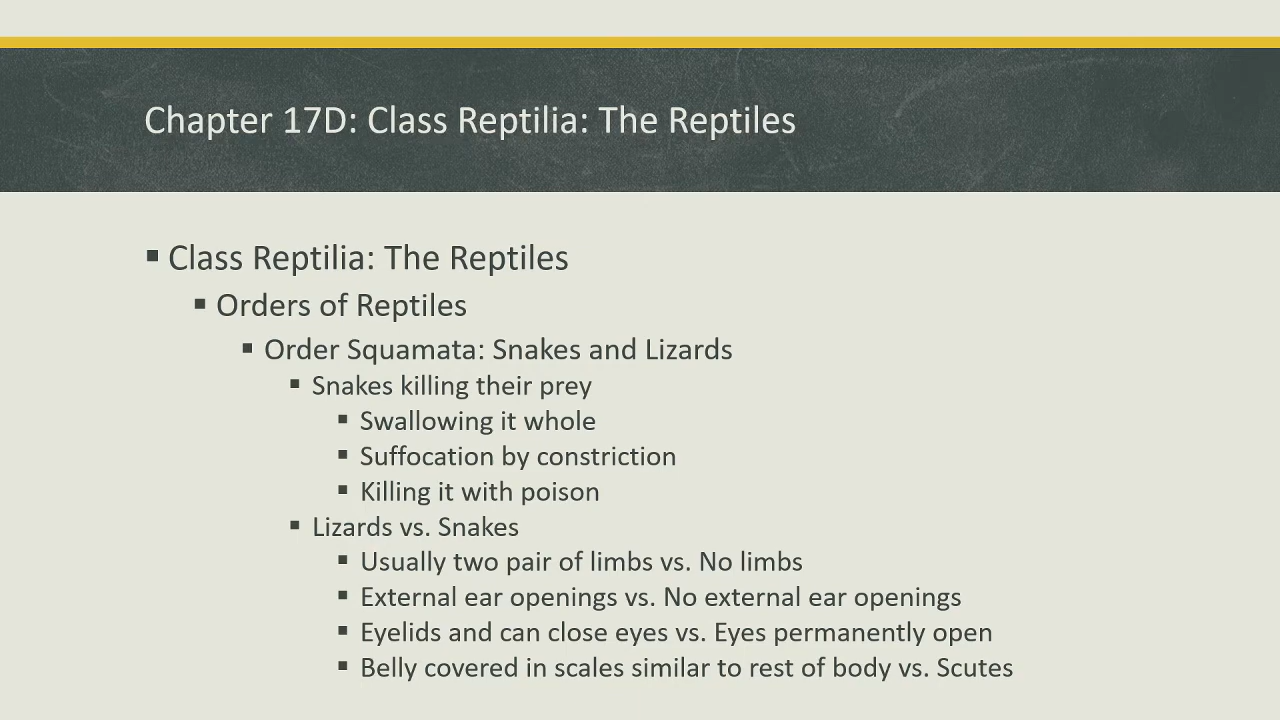 Chapter 17D: Class Reptilia: The Reptiles
▪ Class Reptilia: The Reptiles
▪ Orders of Reptiles
▪ Order Squamata: Snakes and Lizards
▪ Snakes killing their prey
▪ Swallowing it whole
▪ Suffocation by constriction
▪ Killing it with poison
▪ Lizards vs. Snakes
▪ Usually two pair of limbs vs. No limbs
▪ External ear openings vs. No external ear openings
▪ Eyelids and can close eyes vs. Eyes permanently open
▪ Belly covered in scales similar to rest of body vs. Scutes